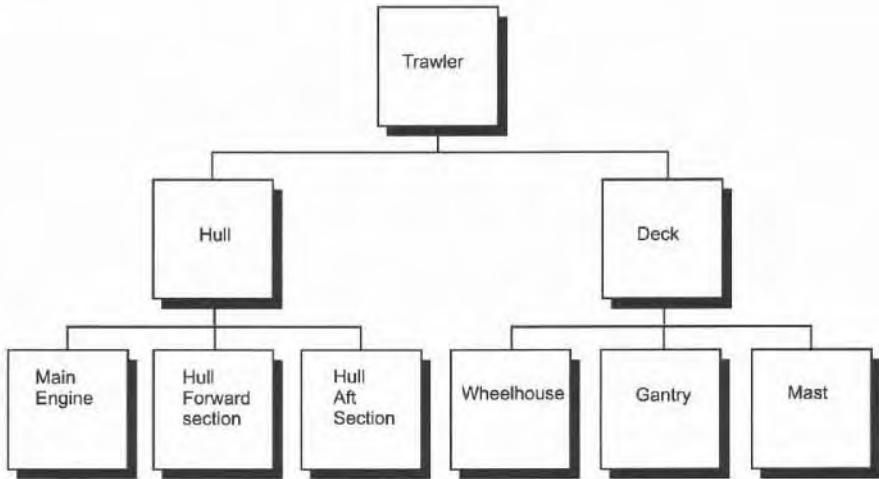 Trawler
Hull
Deck
Main
Engine
Hull
Forward
section
Hull
Aft
Section
Wheelhouse
Gantry
Mast